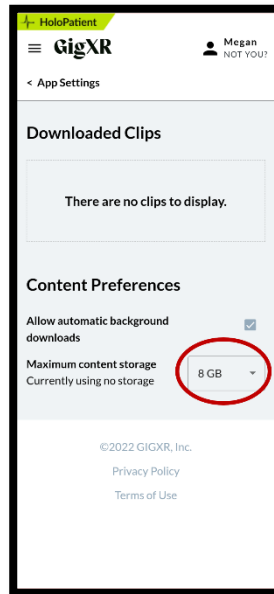 HoloPatient
GigXR
Megan
NOT YOU?
< App Settings
Downloaded Clips
There are no clips to display.
Content Preferences
Allow automatic background
downloads
Maximum content storage
Currently using no storage
8 GB
©2022 GIGXR, Inc.
Privacy Policy
Terms of Use